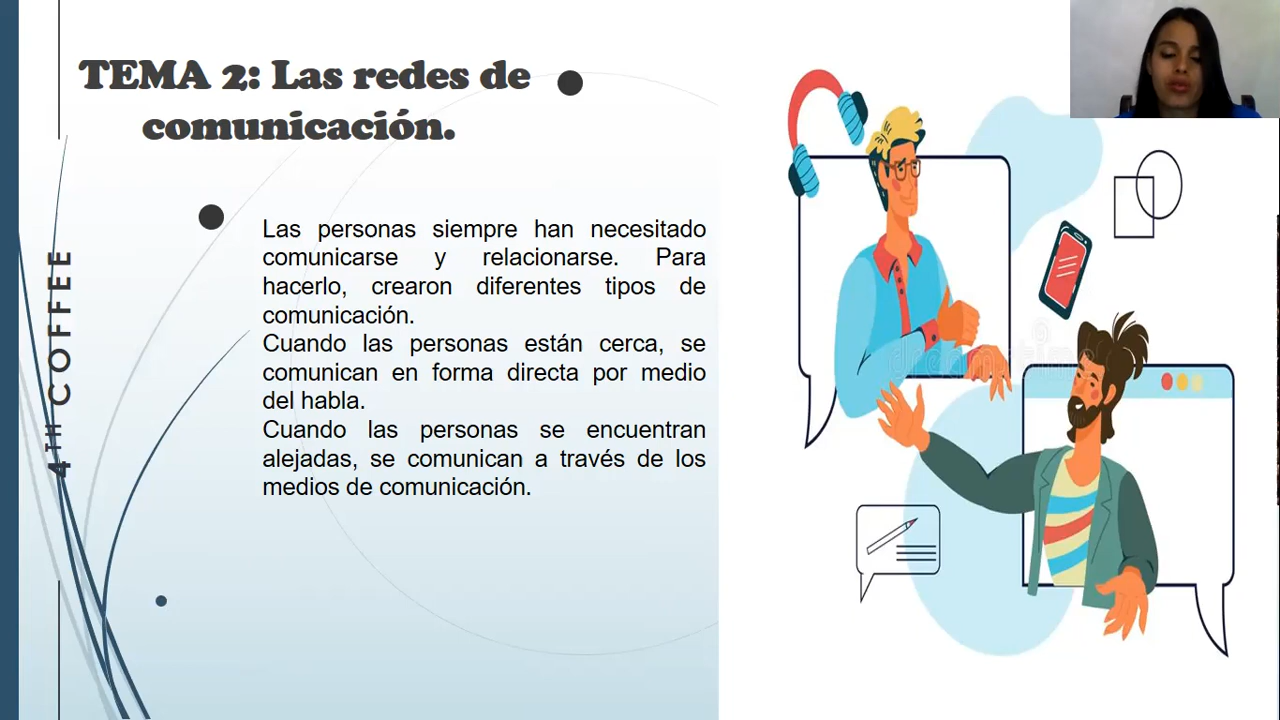 TEMA 2: Las redes de
comunicación.
Las personas siempre han necesitado
comunicarse y relacionarse. Para
hacerlo, crearon diferentes tipos de
comunicación.
Cuando las personas están cerca, se
comunican en forma directa por medio
del habla.
Cuando las personas se encuentran
alejadas, se comunican a través de los
medios de comunicación.
4TH COFFEE
dreamstime